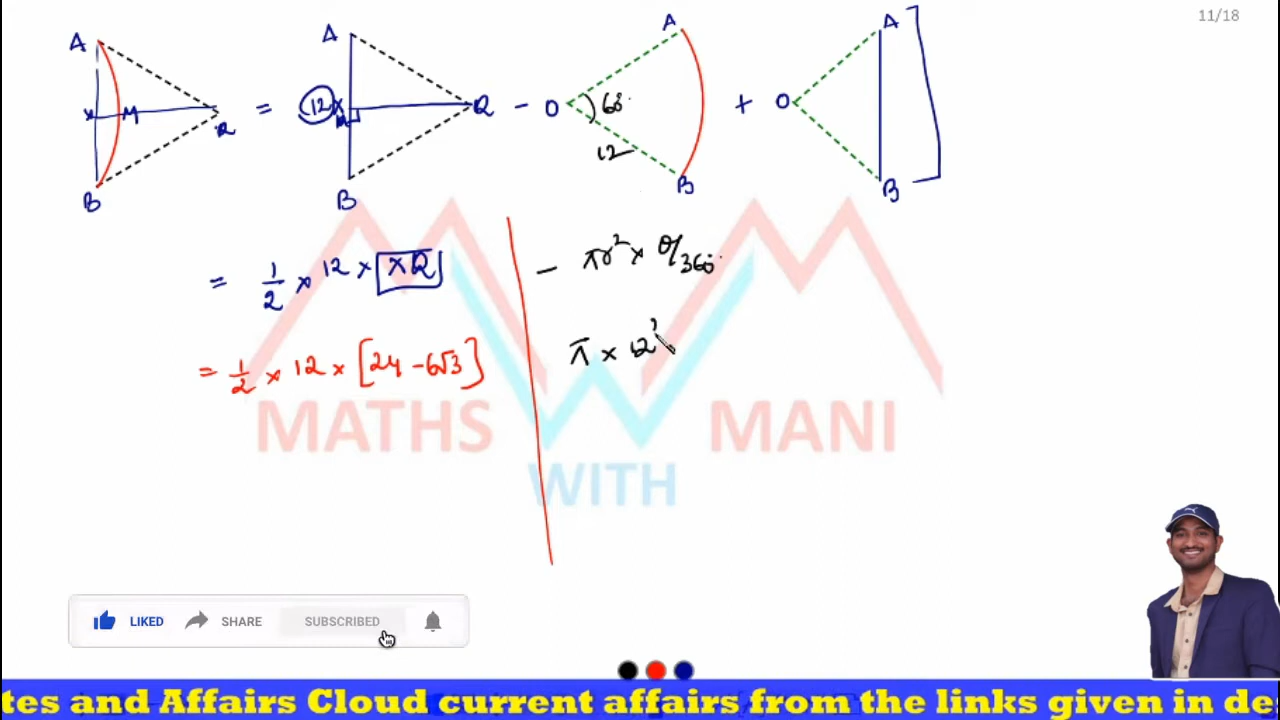 11/18
A A A A
X M Q = 12 X Q − O 60° + O
12
B B B B
= 1/2 × 12 × XQ − πr² × θ/360°
= 1/2 × 12 × [24 − 6√3] π × 12²
MATHS WITH MANI
LIKED SHARE SUBSCRIBED
tes and Affairs Cloud current affairs from the links given in de